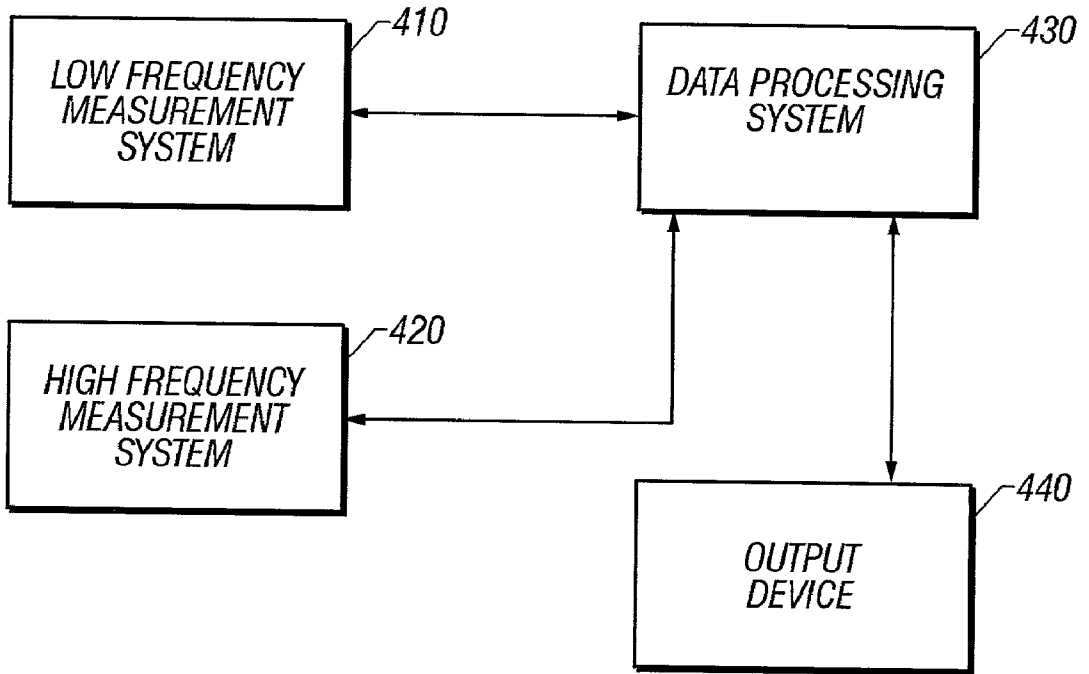 410
LOW FREQUENCY
MEASUREMENT
SYSTEM
430
DATA PROCESSING
SYSTEM
420
HIGH FREQUENCY
MEASUREMENT
SYSTEM
440
OUTPUT
DEVICE